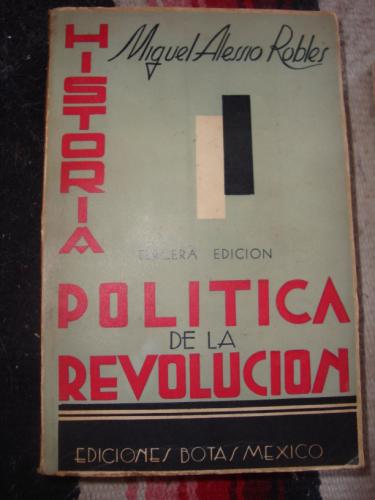 Miguel Alessio Robles
HISTORIA
TERCERA EDICION
POLITICA
DE LA
REVOLUCION
EDICIONES BOTAS MEXICO